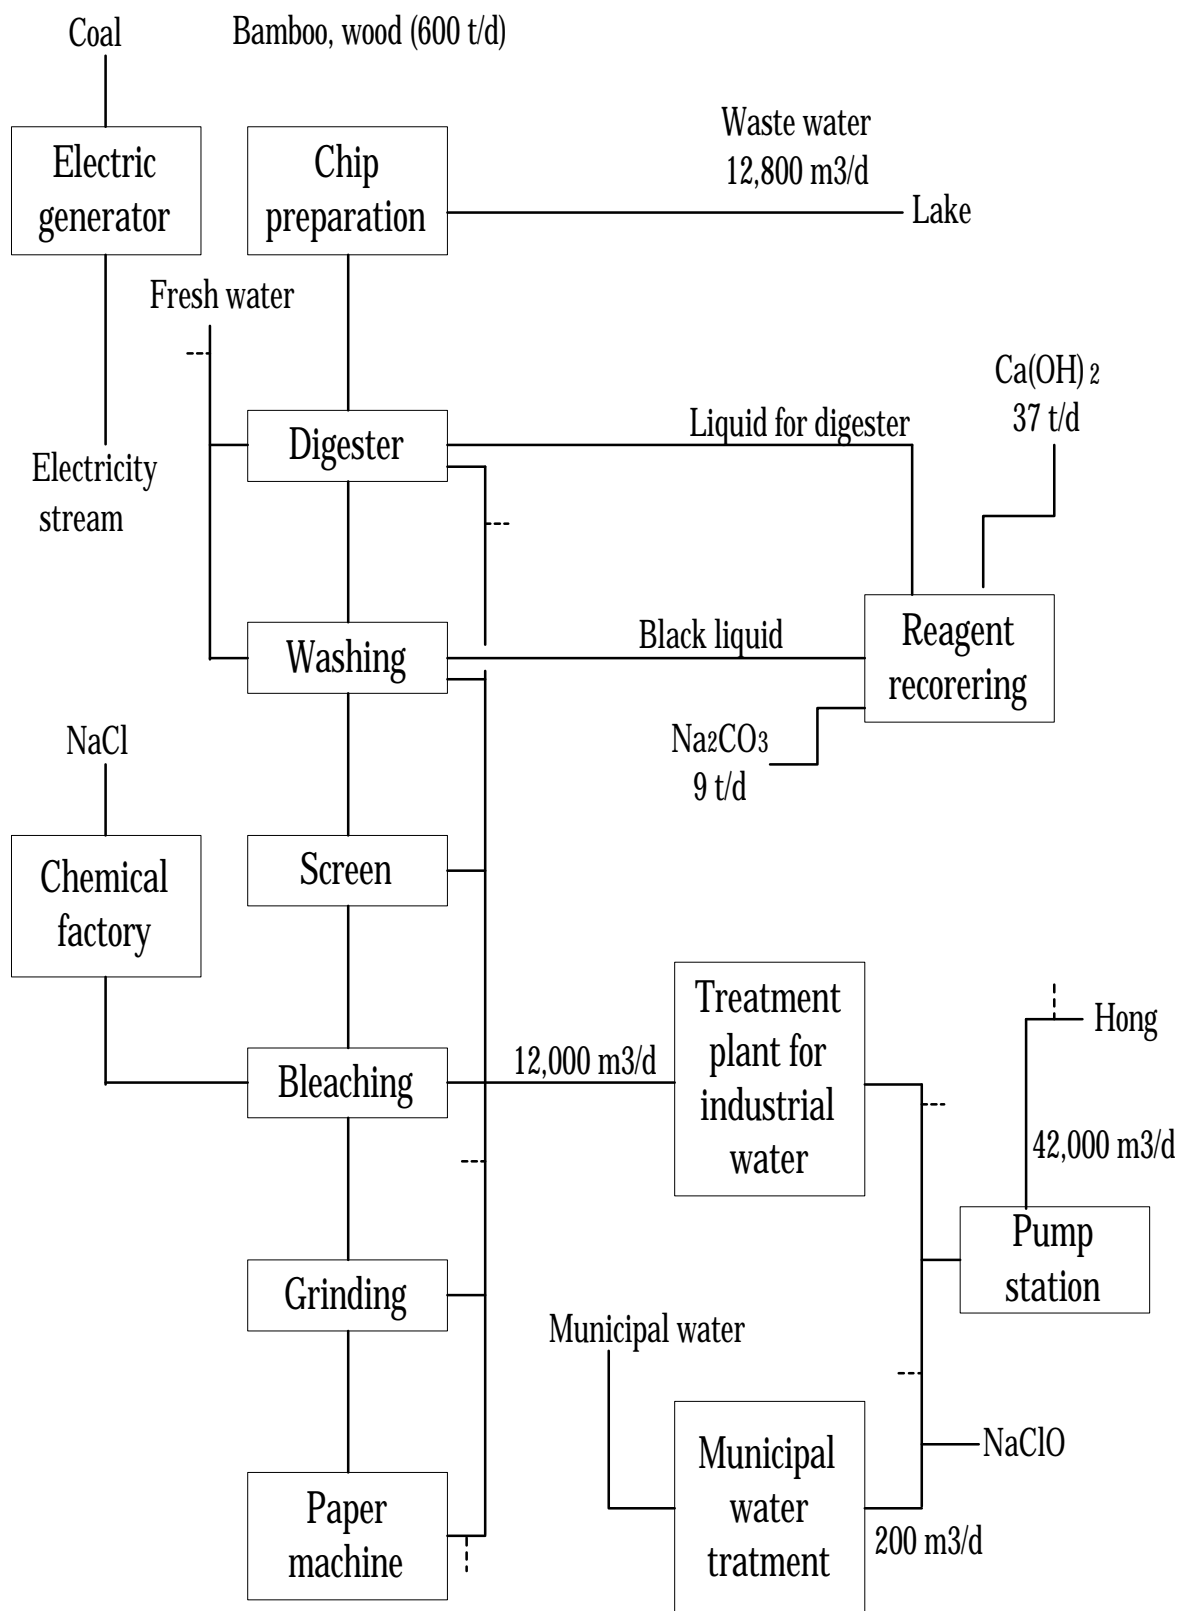 Coal
Bamboo, wood (600 t/d)
Electric
generator
Chip
preparation
Waste water
12,800 m3/d
Lake
Fresh water
Electricity
stream
Digester
Liquid for digester
Ca(OH) 2
37 t/d
Washing
Black liquid
Reagent
recorering
Na2CO3
9 t/d
NaCl
Chemical
factory
Screen
Bleaching
12,000 m3/d
Treatment
plant for
industrial
water
Hong
42,000 m3/d
Pump
station
Grinding
Municipal water
Paper
machine
Municipal
water
tratment
NaClO
200 m3/d